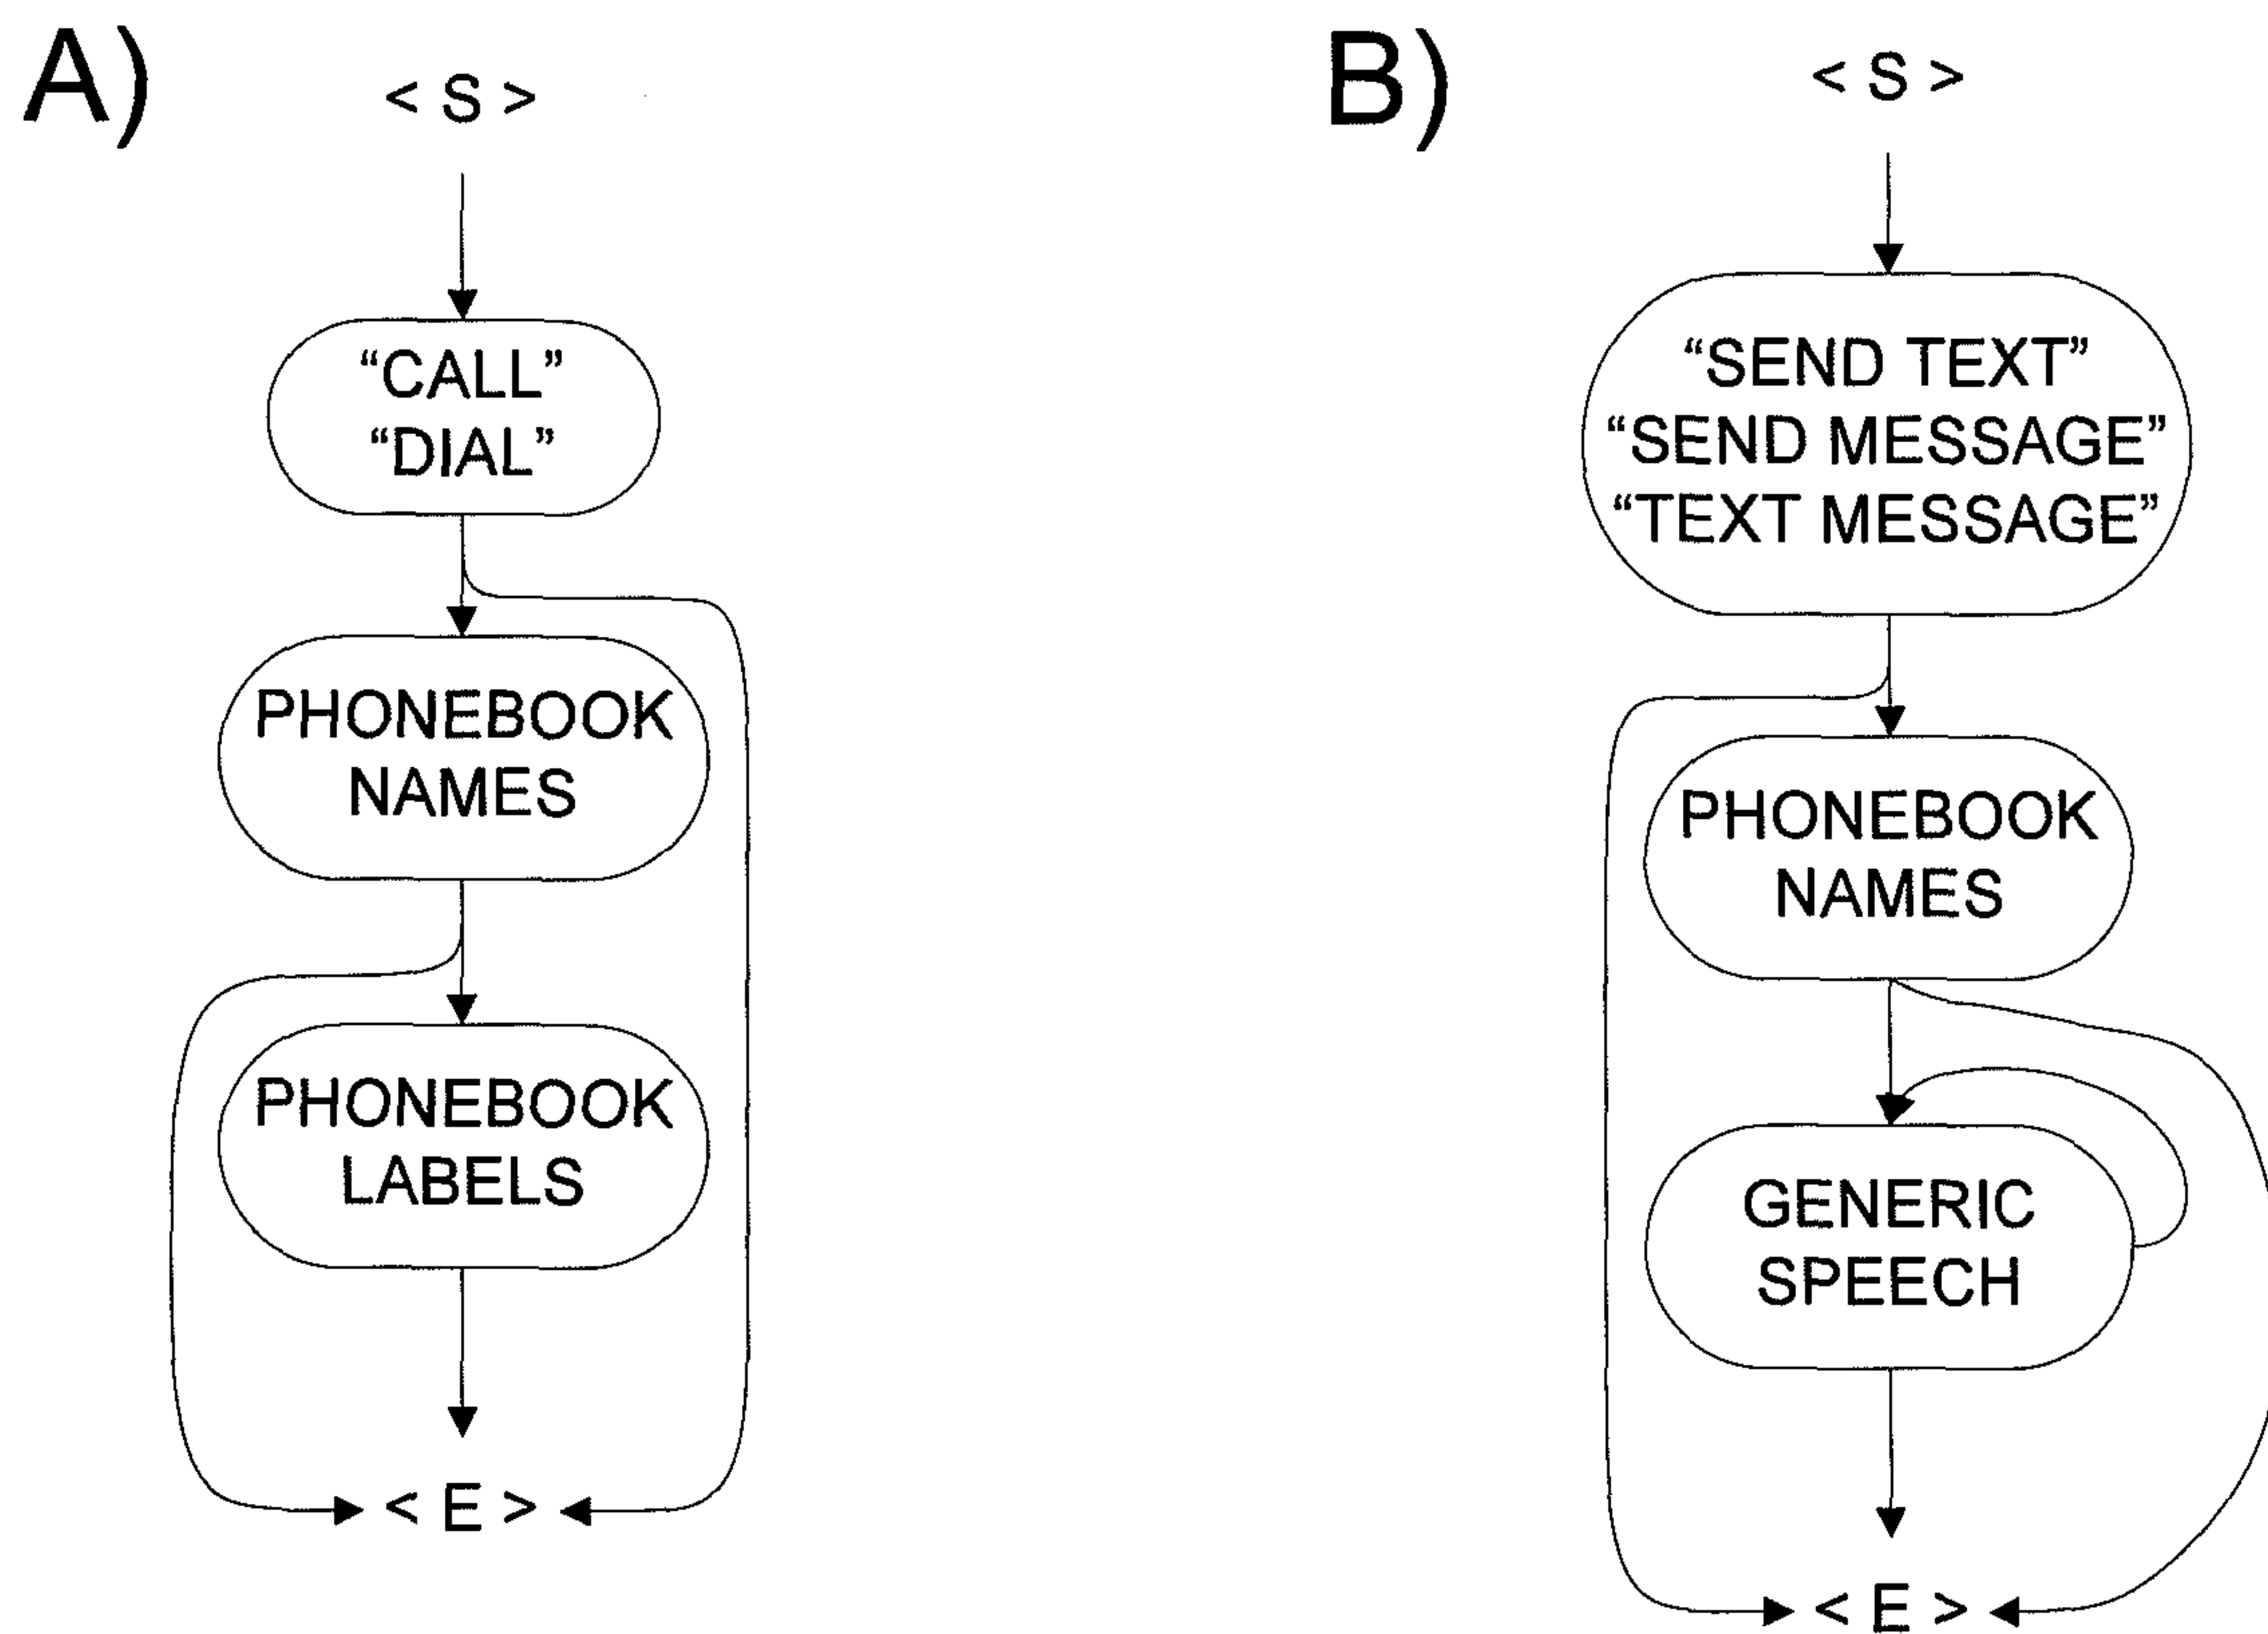 A)
< S >
“CALL”
“DIAL”
PHONEBOOK
NAMES
PHONEBOOK
LABELS
< E >
B)
< S >
“SEND TEXT”
“SEND MESSAGE”
“TEXT MESSAGE”
PHONEBOOK
NAMES
GENERIC
SPEECH
< E >